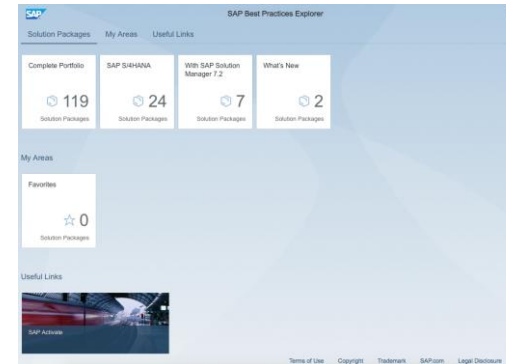 SAP
SAP Best Practices Explorer
Solution Packages My Areas Useful Links
Complete Portfolio
119
Solution Packages
SAP S/4HANA
24
Solution Packages
With SAP Solution
Manager 7.2
7
Solution Packages
What's New
2
Solution Packages
My Areas
Favorites
0
Solution Packages
Useful Links
SAP Activate
Terms of Use Copyright Trademark SAP.com Legal Disclosure